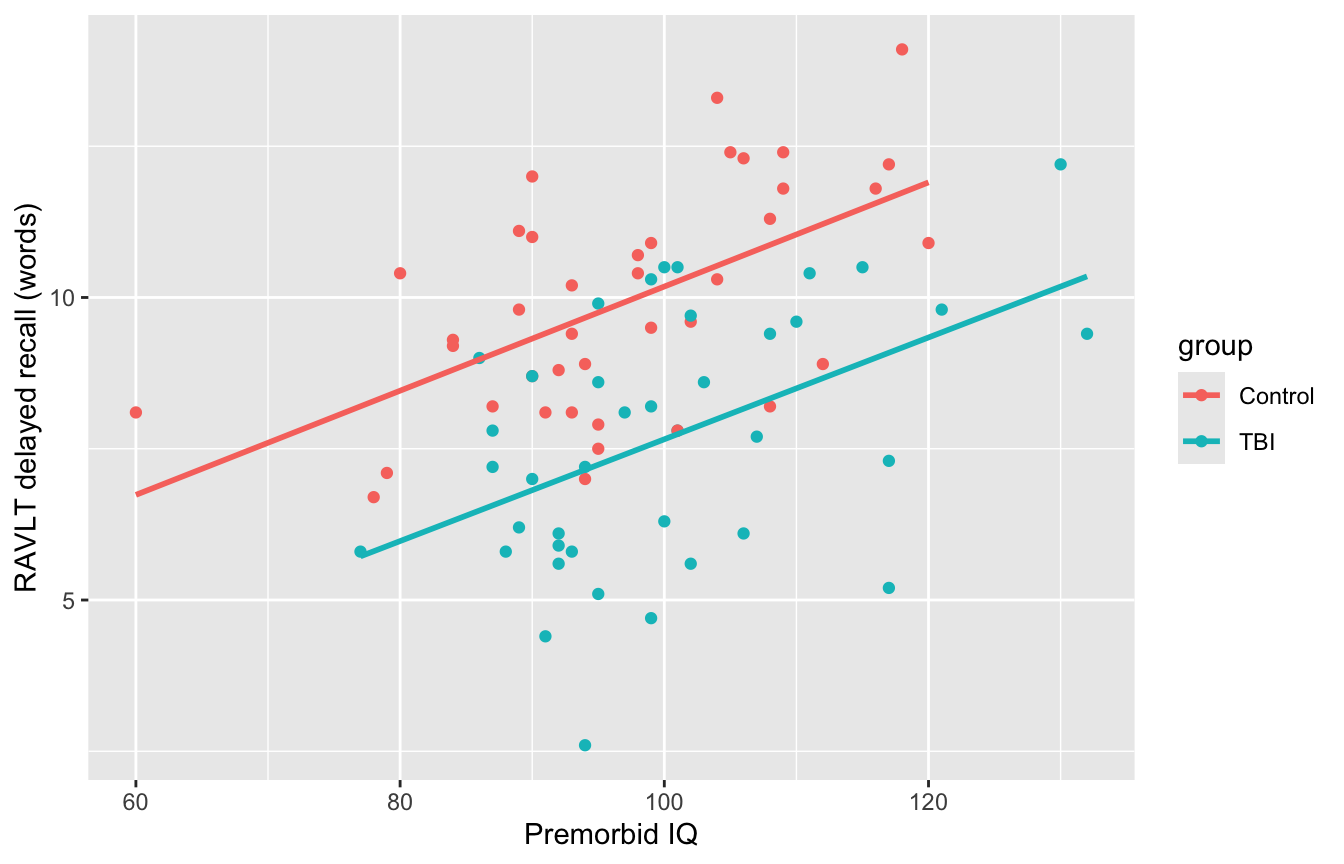 RAVLT delayed recall (words)
10
5
60 80 100 120
Premorbid IQ
group
Control
TBI